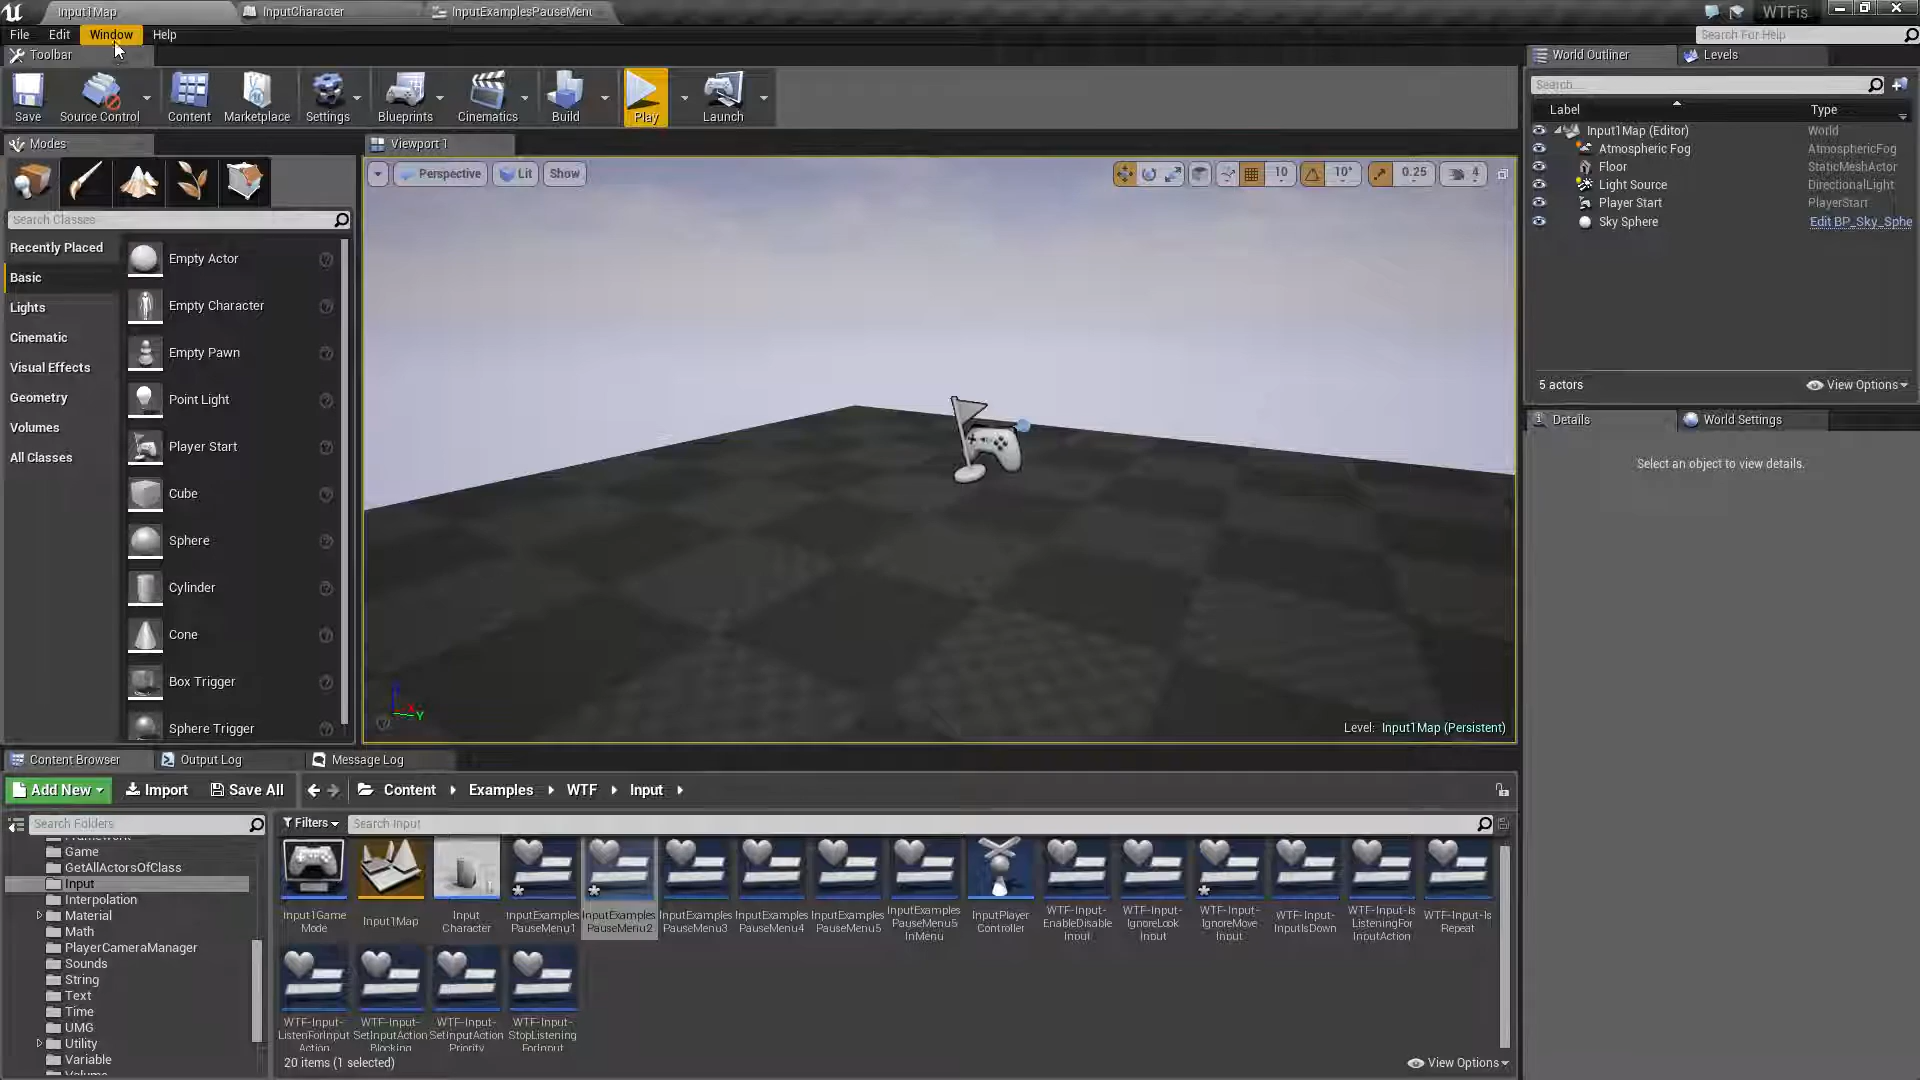 Input1Map
InputCharacter
InputExamplesPauseMenu
WTFis
File Edit Window Help
Search For Help
Toolbar
Save
Source Control
Content
Marketplace
Settings
Blueprints
Cinematics
Build
Play
Launch
Modes
Search Classes
Recently Placed
Basic
Lights
Cinematic
Visual Effects
Geometry
Volumes
All Classes
Empty Actor
Empty Character
Empty Pawn
Point Light
Player Start
Cube
Sphere
Cylinder
Cone
Box Trigger
Sphere Trigger
Viewport 1
Perspective Lit Show
10 10° 0.25 4
Level: Input1Map (Persistent)
World Outliner Levels
Search...
Label Type
Input1Map (Editor) World
Atmospheric Fog AtmosphericFog
Floor StaticMeshActor
Light Source DirectionalLight
Player Start PlayerStart
Sky Sphere Edit BP_Sky_Sphe
5 actors View Options
Details World Settings
Select an object to view details.
Content Browser Output Log Message Log
Add New Import Save All Content Examples WTF Input
Search Folders
Filters Search Input
Game
GetAllActorsOfClass
Input
Interpolation
Material
Math
PlayerCameraManager
Sounds
String
Text
Time
UMG
Utility
Variable
Input1Game
Mode
Input1Map
Input
Character
InputExamples
PauseMenu1
InputExamples
PauseMenu2
InputExamples
PauseMenu3
InputExamples
PauseMenu4
InputExamples
PauseMenu5
InputExamples
PauseMenu5
InMenu
InputPlayer
Controller
WTF-Input-
EnableDisable
Input
WTF-Input-
IgnoreLook
Input
WTF-Input-
IgnoreMove
Input
WTF-Input-
InputIsDown
WTF-Input-Is
ListeningFor
InputAction
WTF-Input-Is
Repeat
WTF-Input-
ListenForInput
Action
WTF-Input-
SetInputAction
Blocking
WTF-Input-
SetInputAction
Priority
WTF-Input-
StopListening
ForInput
20 items (1 selected)
View Options